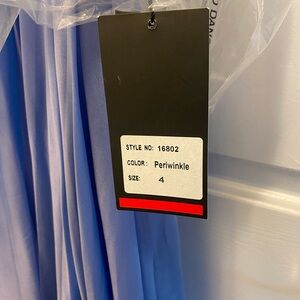 STYLE NO: 16802
COLOR: Periwinkle
SIZE: 4